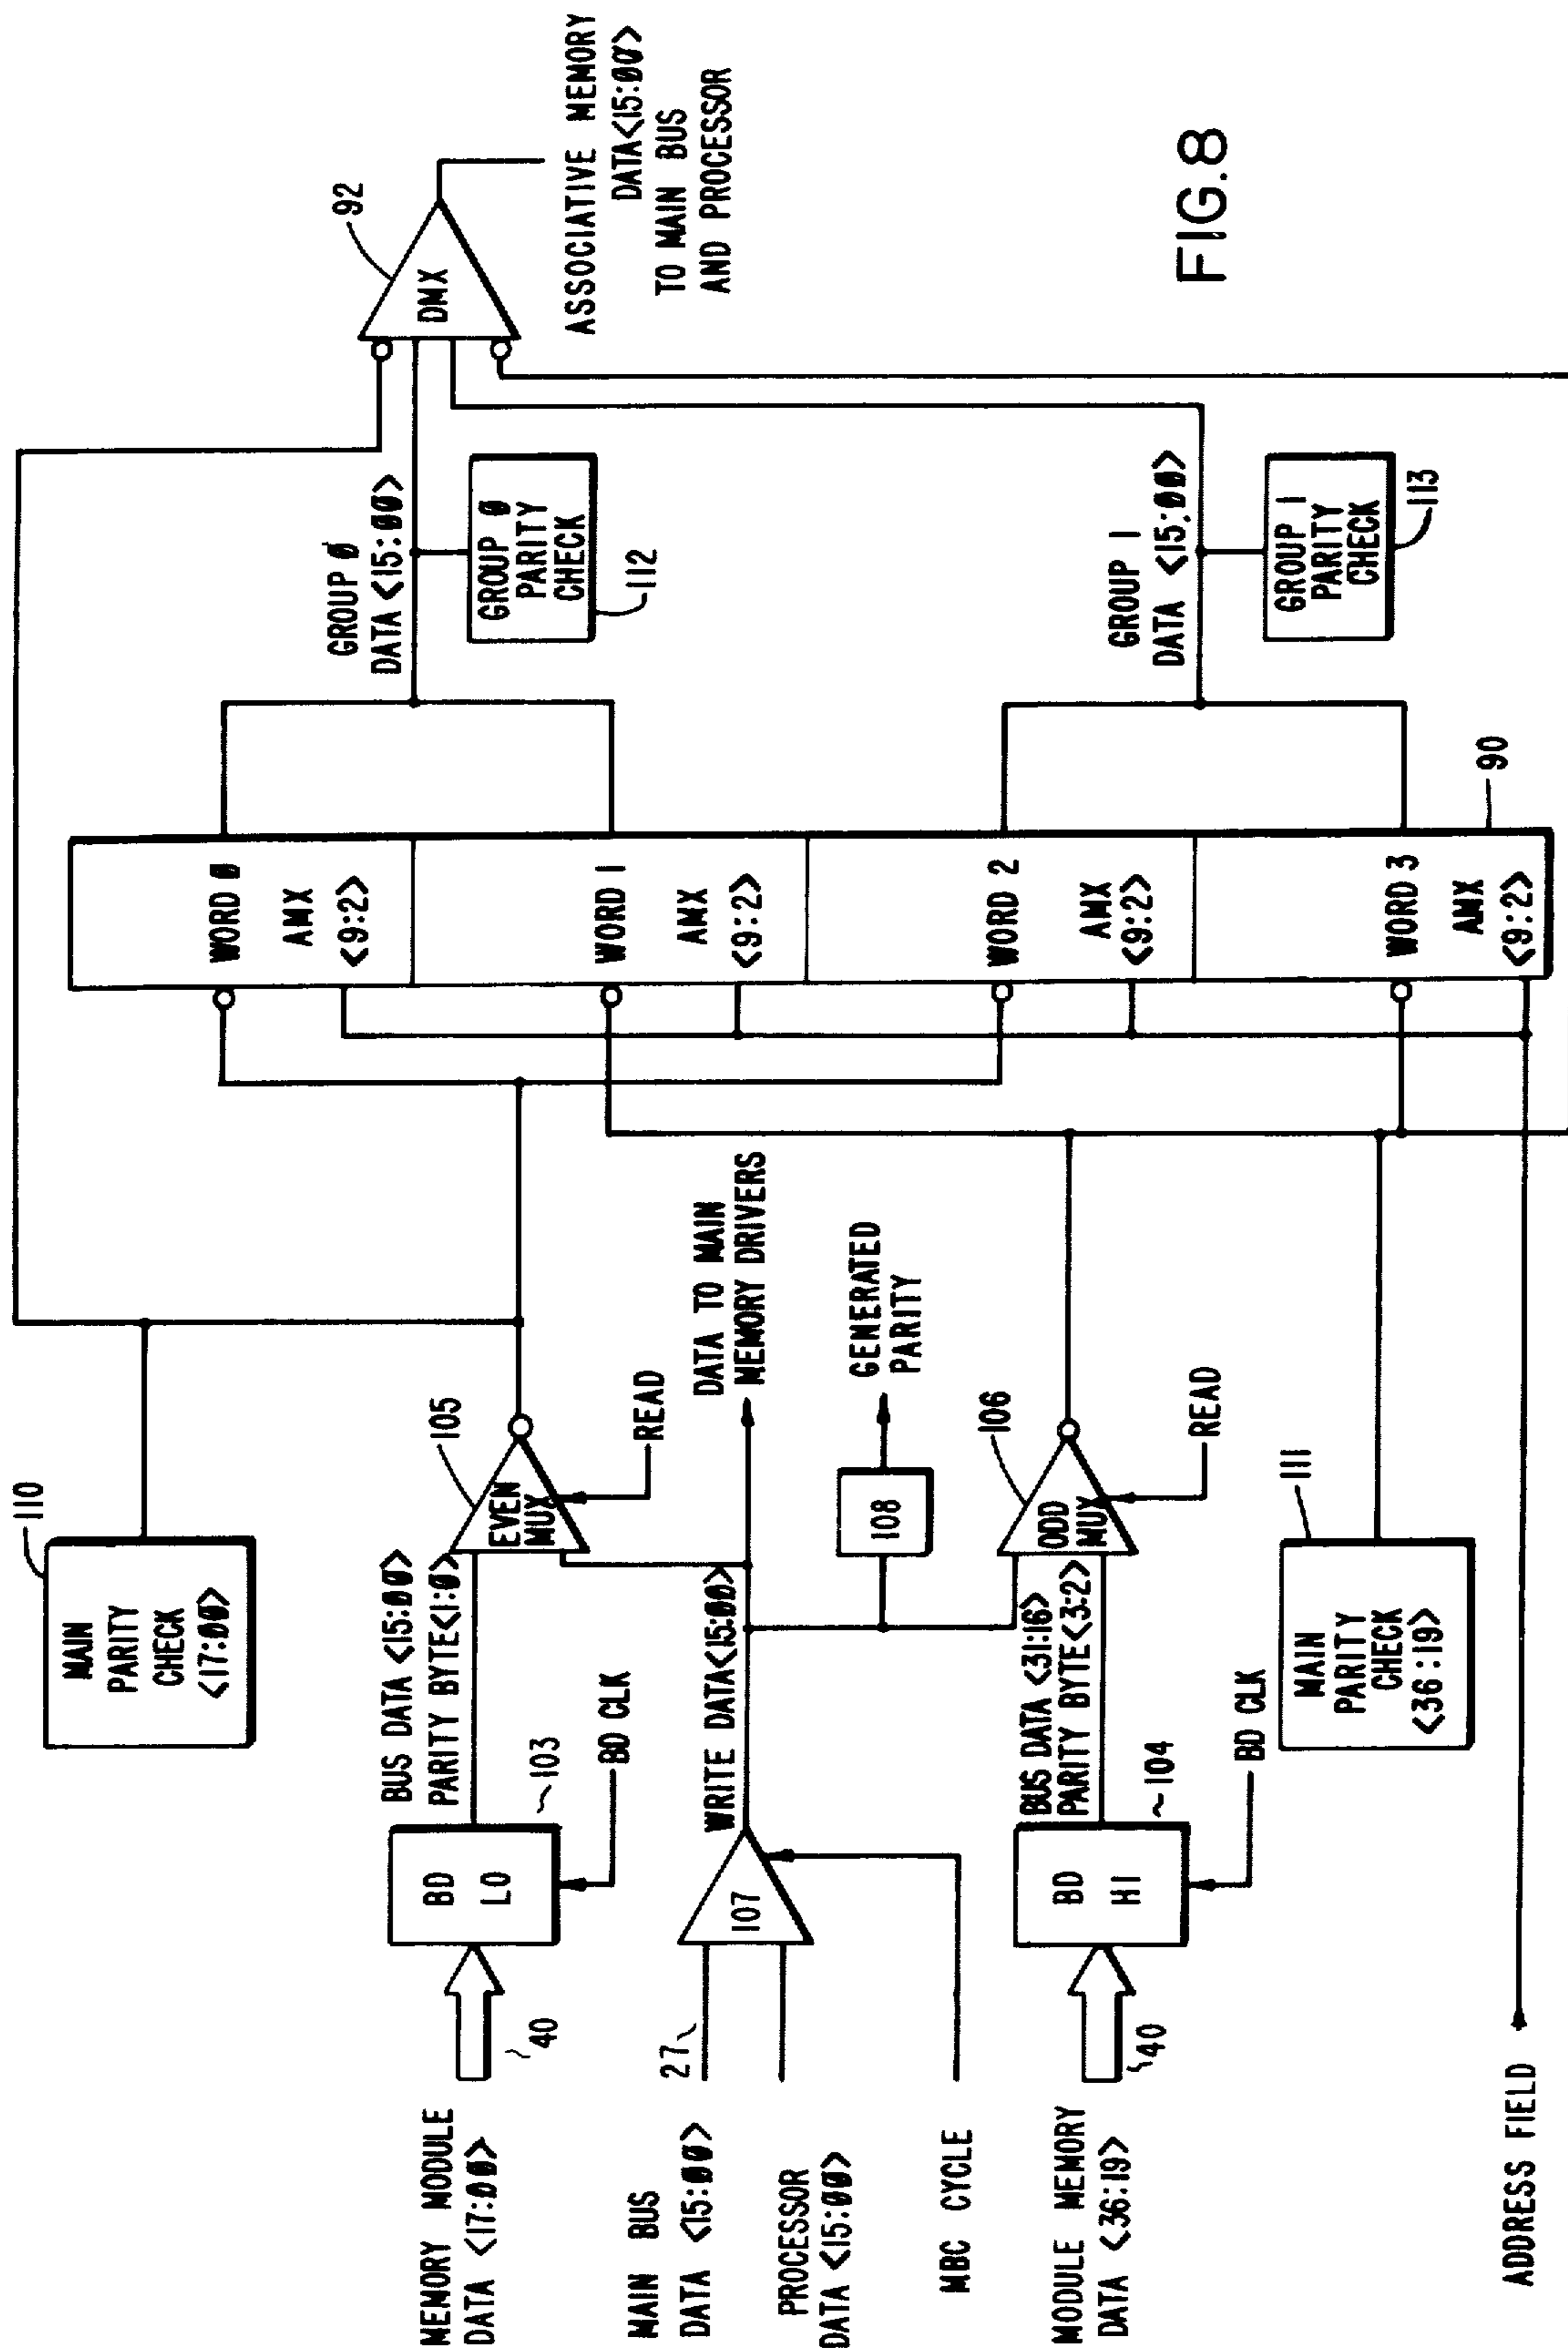 MEMORY MODULE
DATA <17:00>
40
BD
LO
103
BD CLK
BUS DATA <15:00>
PARITY BYTE<1:0>
EVEN
MUX
105
READ
110
MAIN
PARITY
CHECK
<17:00>
MAIN BUS
DATA <15:00>
27
PROCESSOR
DATA <15:00>
107
MBC CYCLE
WRITE DATA<15:00>
DATA TO MAIN
MEMORY DRIVERS
108
GENERATED
PARITY
MODULE MEMORY
DATA <36:19>
40
BD
HI
104
BD CLK
BUS DATA <31:16>
PARITY BYTE<3:2>
ODD
MUX
106
READ
111
MAIN
PARITY
CHECK
<36:19>
ADDRESS FIELD
WORD 0
AMX
<9:2>
WORD 1
AMX
<9:2>
WORD 2
AMX
<9:2>
WORD 3
AMX
<9:2>
90
GROUP 0
DATA <15:00>
GROUP 0
PARITY
CHECK
112
GROUP 1
DATA <15:00>
GROUP 1
PARITY
CHECK
113
DMX
92
ASSOCIATIVE MEMORY
DATA<15:00>
TO MAIN BUS
AND PROCESSOR
FIG.8